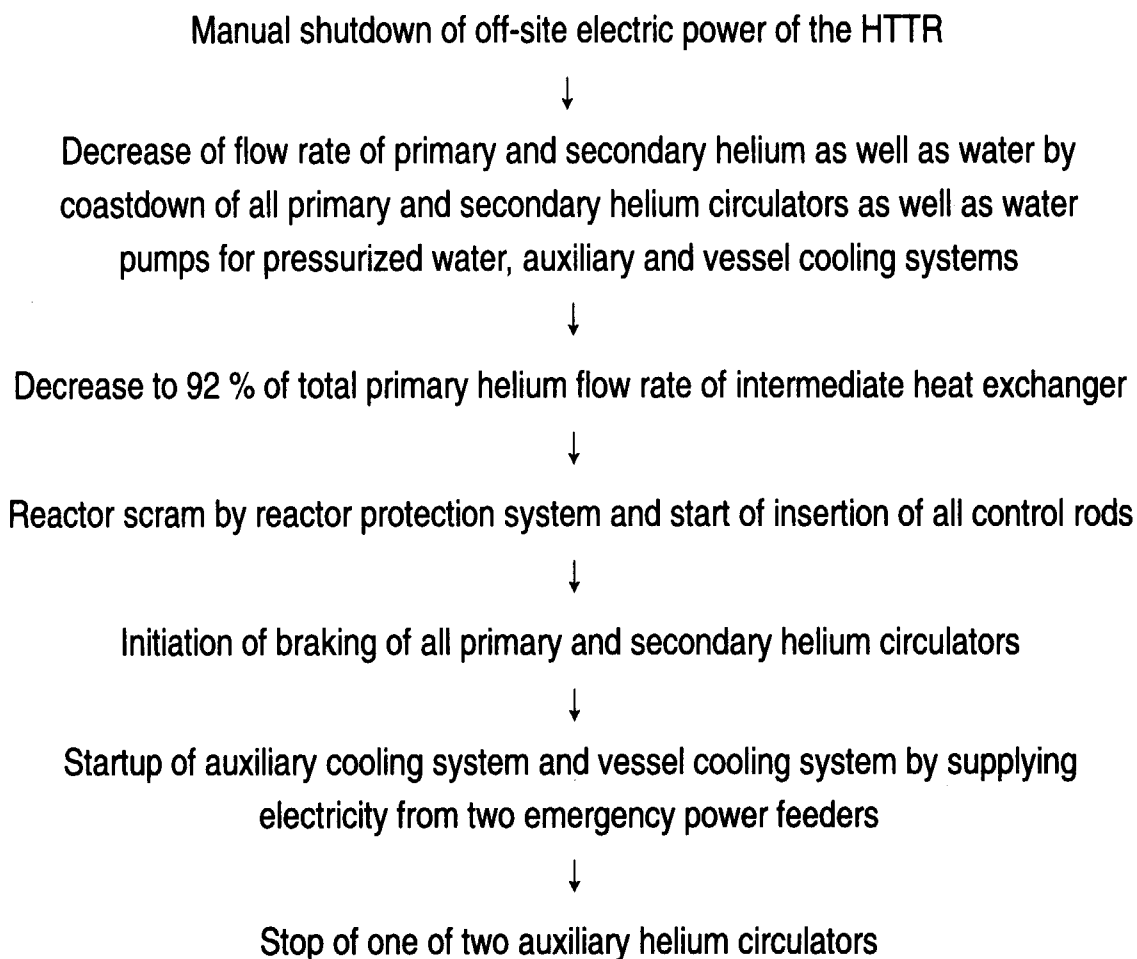 Manual shutdown of off-site electric power of the HTTR
↓
Decrease of flow rate of primary and secondary helium as well as water by
coastdown of all primary and secondary helium circulators as well as water
pumps for pressurized water, auxiliary and vessel cooling systems
↓
Decrease to 92 % of total primary helium flow rate of intermediate heat exchanger
↓
Reactor scram by reactor protection system and start of insertion of all control rods
↓
Initiation of braking of all primary and secondary helium circulators
↓
Startup of auxiliary cooling system and vessel cooling system by supplying
electricity from two emergency power feeders
↓
Stop of one of two auxiliary helium circulators